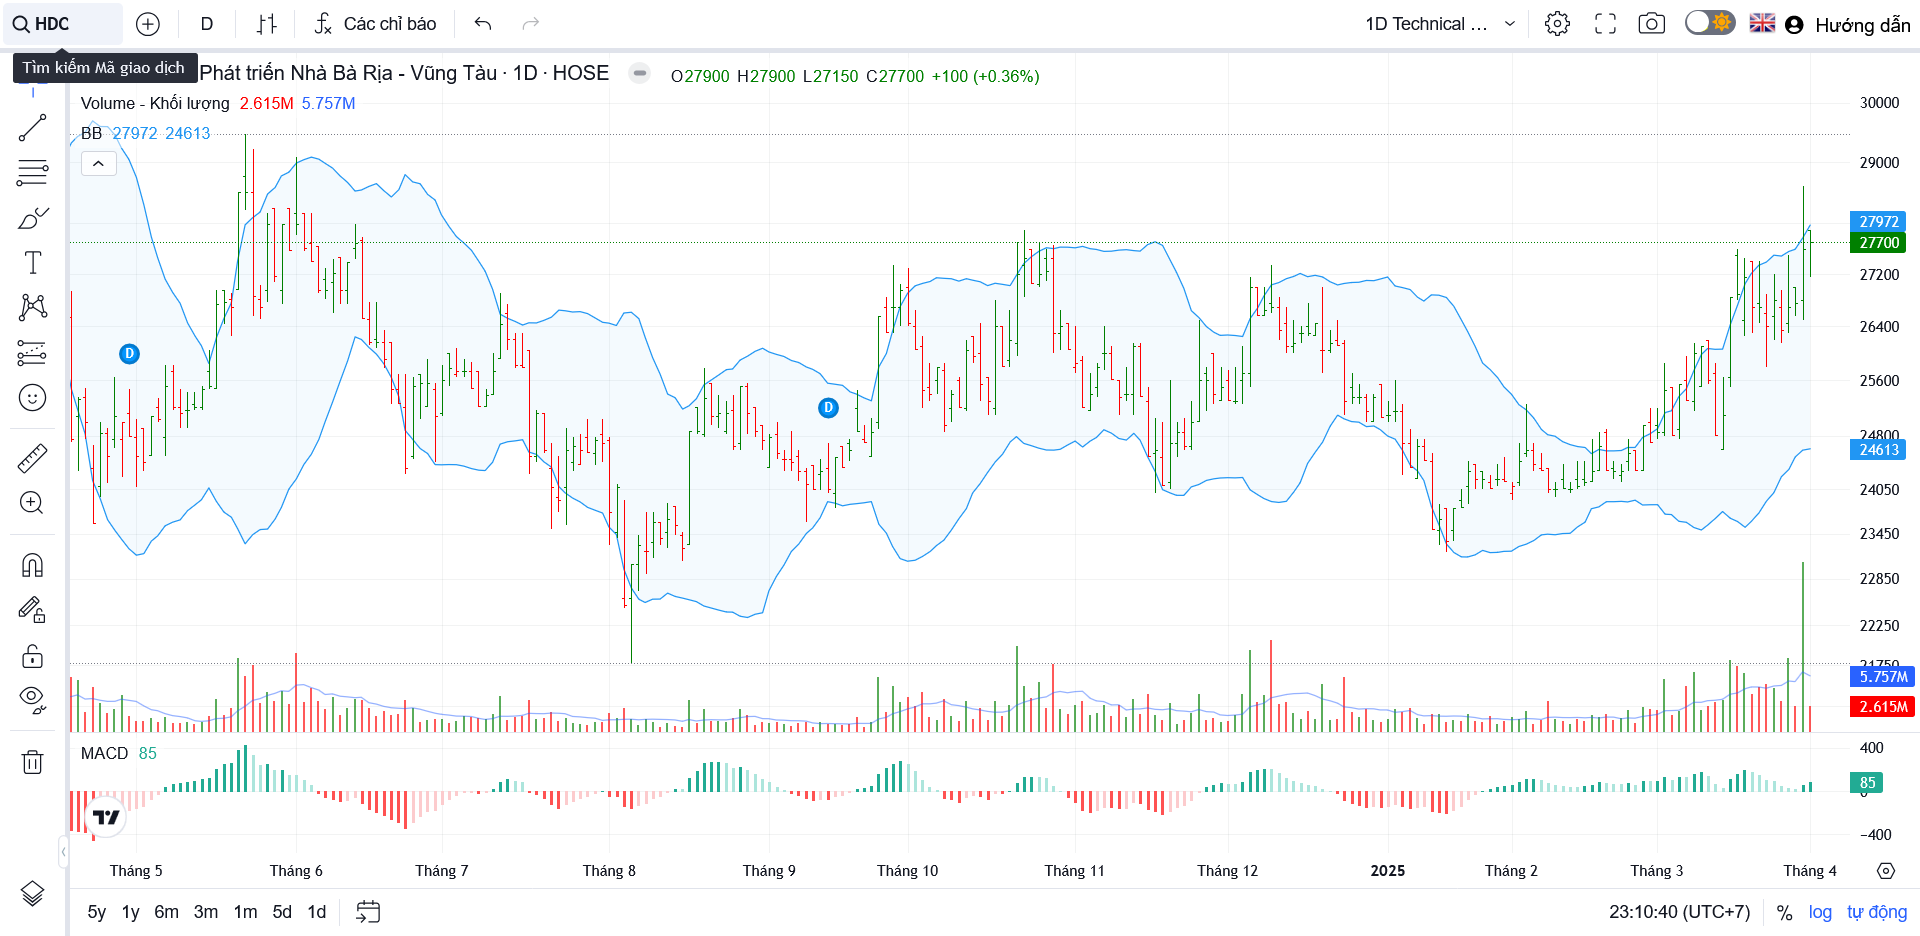 HDC
D
Các chỉ báo
1D Technical ...
Hướng dẫn
Tìm kiếm Mã giao dịch
Phát triển Nhà Bà Rịa - Vũng Tàu · 1D · HOSE
O27900 H27900 L27150 C27700 +100 (+0.36%)
Volume - Khối lượng 2.615M 5.757M
BB 27972 24613
30000
29000
27972
27700
27200
26400
25600
24800
24613
24050
23450
22850
22250
21750
5.757M
2.615M
D
D
MACD 85
400
85
0
−400
Tháng 5 Tháng 6 Tháng 7 Tháng 8 Tháng 9 Tháng 10 Tháng 11 Tháng 12 2025 Tháng 2 Tháng 3 Tháng 4
5y 1y 6m 3m 1m 5d 1d
23:10:40 (UTC+7) % log tự động